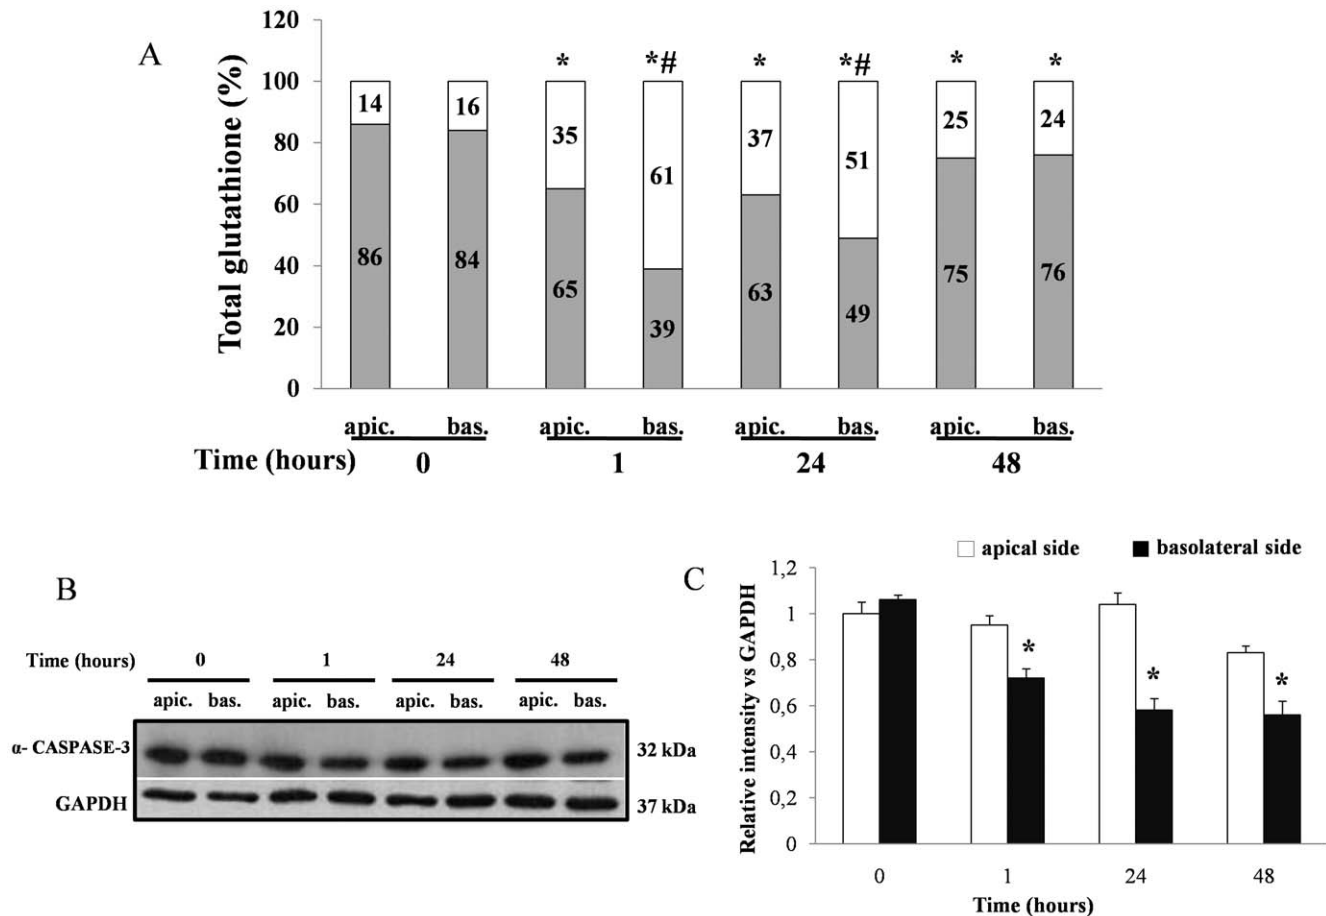 A
Total glutathione (%)
120
100
80
60
40
20
0
* *# * *# * *
14 16 35 61 37 51 25 24
86 84 65 39 63 49 75 76
apic. bas. apic. bas. apic. bas. apic. bas.
Time (hours) 0 1 24 48
B
Time (hours) 0 1 24 48
apic. bas. apic. bas. apic. bas. apic. bas.
α- CASPASE-3 32 kDa
GAPDH 37 kDa
C
apical side basolateral side
Relative intensity vs GAPDH
1,2
1
0,8
0,6
0,4
0,2
0
* * *
0 1 24 48
Time (hours)